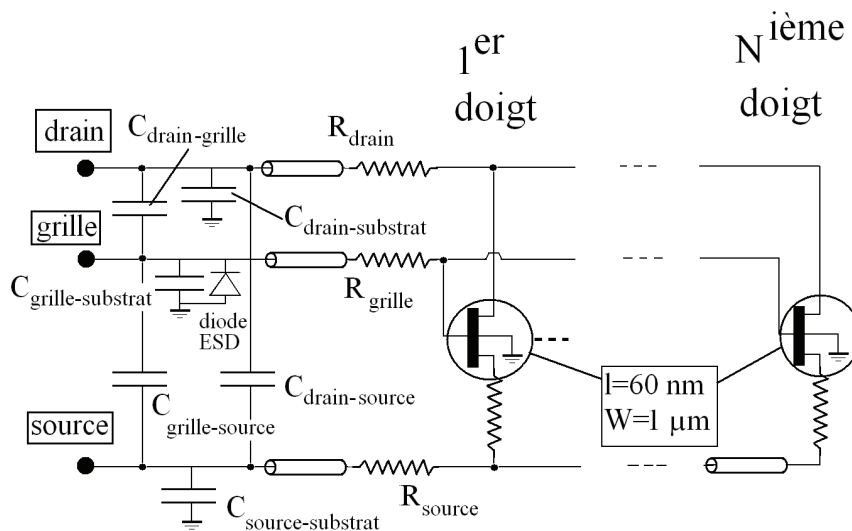 1er
doigt
Nième
doigt
drain
Cdrain-grille
Rdrain
Cdrain-substrat
grille
Cgrille-substrat
diode
ESD
Rgrille
Cdrain-source
Cgrille-source
l=60 nm
W=1 µm
source
Csource-substrat
Rsource